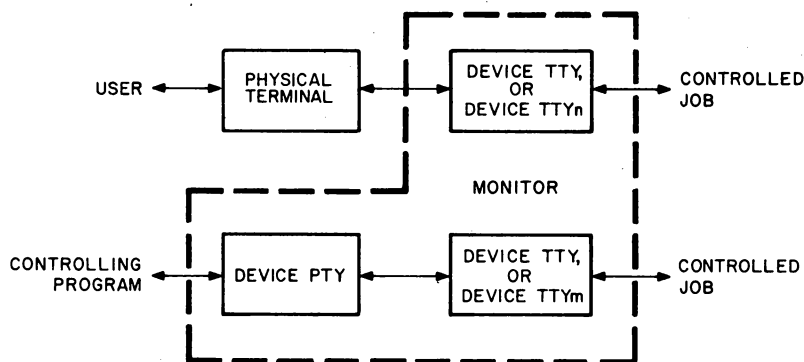 USER
PHYSICAL
TERMINAL
DEVICE TTY,
OR
DEVICE TTYn
CONTROLLED
JOB
MONITOR
CONTROLLING
PROGRAM
DEVICE PTY
DEVICE TTY,
OR
DEVICE TTYm
CONTROLLED
JOB